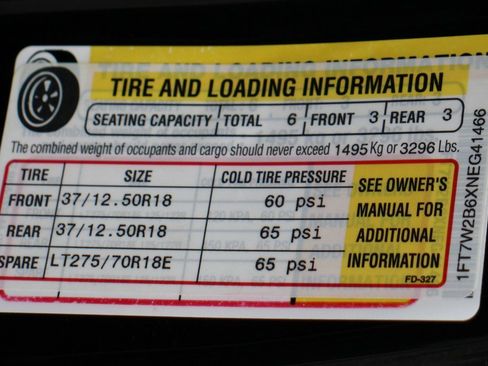 TIRE AND LOADING INFORMATION
SEATING CAPACITY TOTAL 6 FRONT 3 REAR 3
The combined weight of occupants and cargo should never exceed 1495 Kg or 3296 Lbs.
TIRE SIZE COLD TIRE PRESSURE
FRONT 37/12.50R18 60 psi
REAR 37/12.50R18 65 psi
SPARE LT275/70R18E 65 psi
SEE OWNER'S
MANUAL FOR
ADDITIONAL
INFORMATION
FD-327
1FT7W2B6XNEG41466